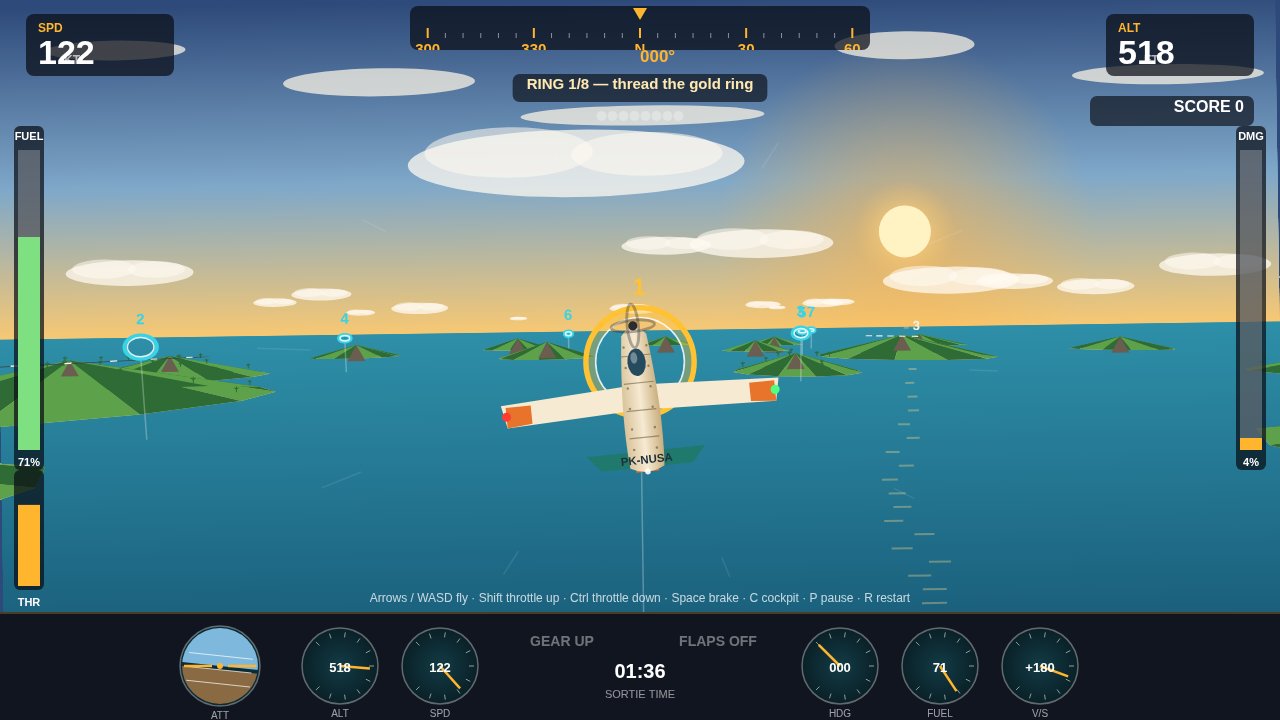 SPD
122
300 330 N 30 60
000°
ALT
518
RING 1/8 — thread the gold ring
SCORE 0
FUEL
DMG
1
2
4
6
7
3
71%
4%
PK-NUSA
THR
Arrows / WASD fly · Shift throttle up · Ctrl throttle down · Space brake · C cockpit · P pause · R restart
GEAR UP
FLAPS OFF
01:36
SORTIE TIME
518
122
000
71
+180
ATT
ALT
SPD
HDG
FUEL
V/S